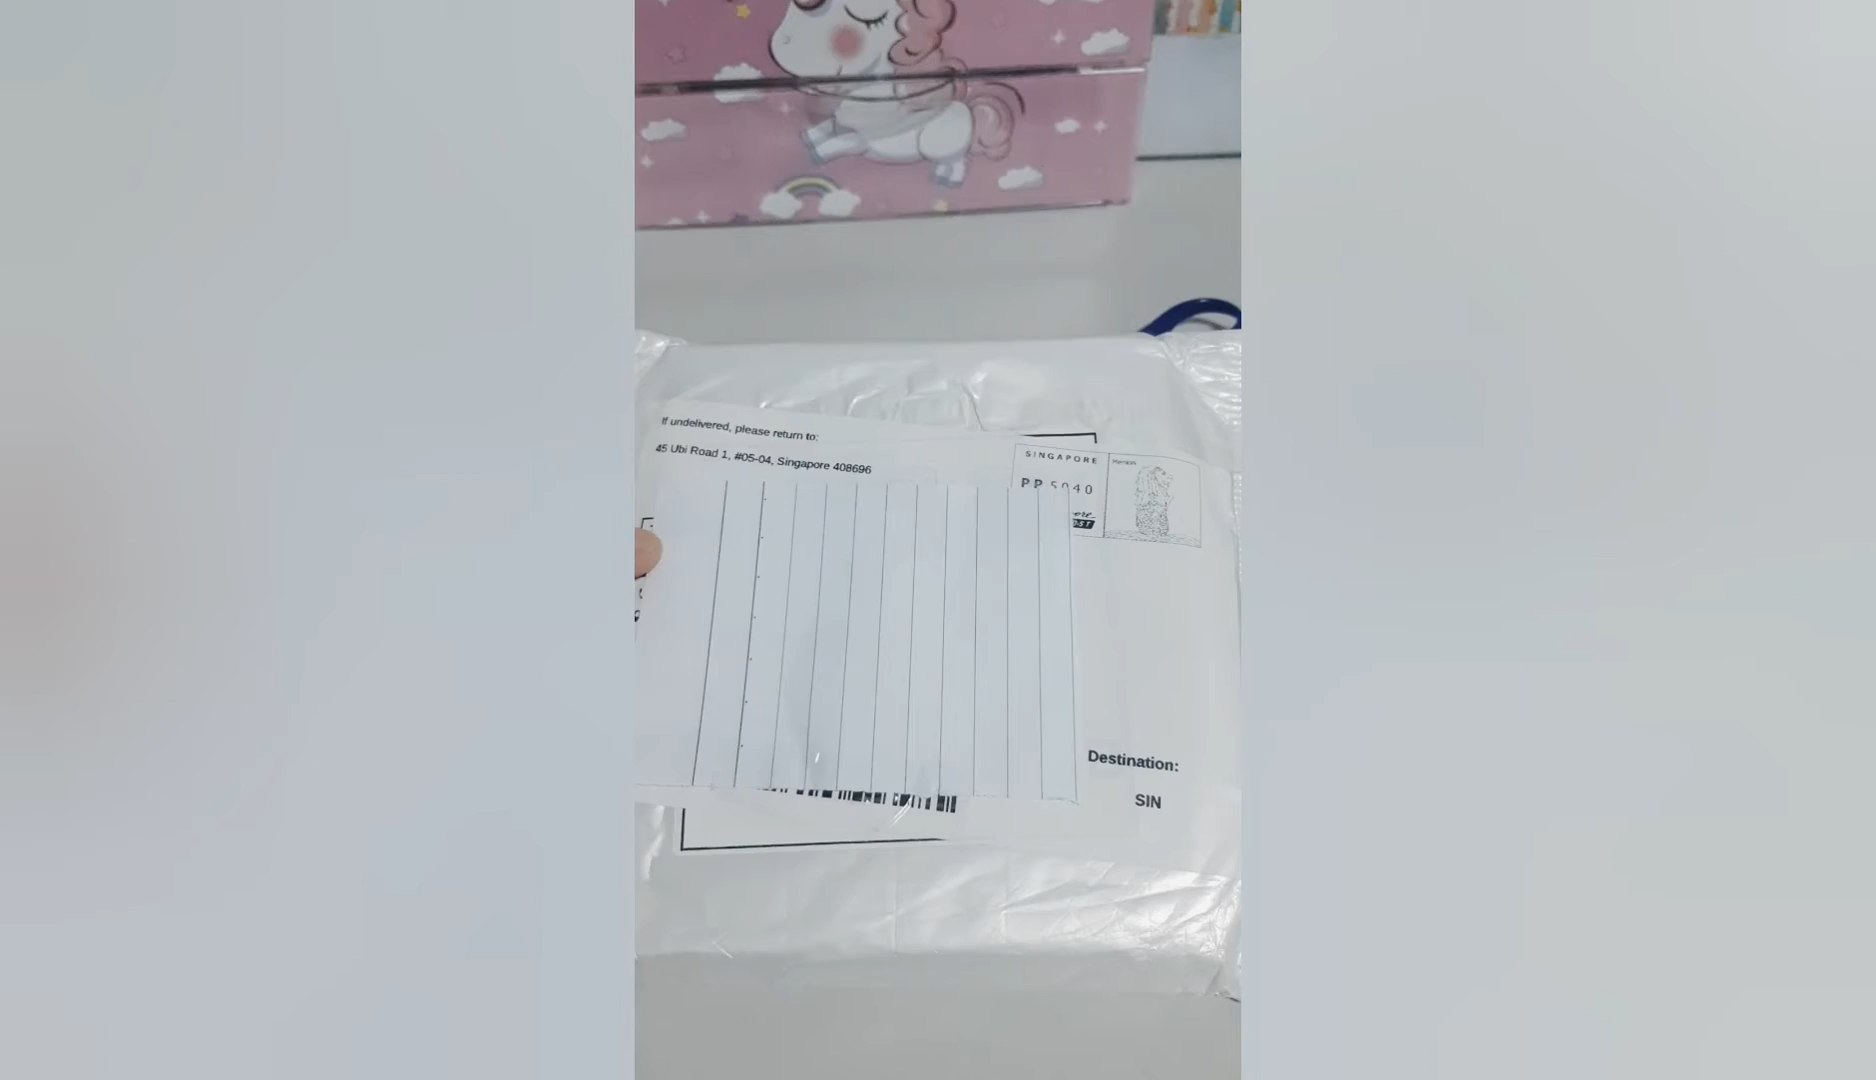 If undelivered, please return to:
45 Ubi Road 1, #05-04, Singapore 408696
SINGAPORE
PP 5040
Destination:
SIN